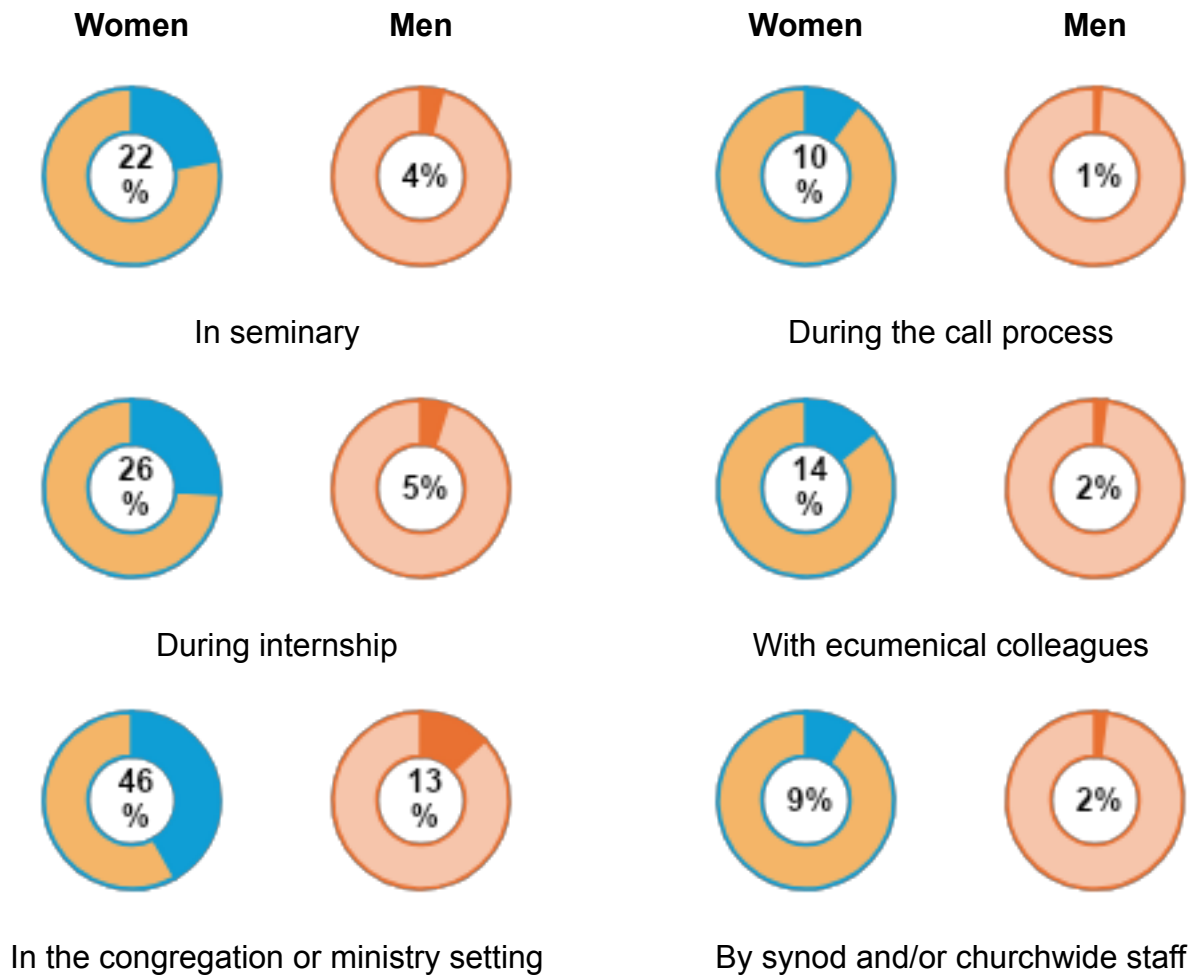 Women Men Women Men
22
%
4%
10
%
1%
In seminary
During the call process
26
%
5%
14
%
2%
During internship
With ecumenical colleagues
46
%
13
%
9%
2%
In the congregation or ministry setting
By synod and/or churchwide staff